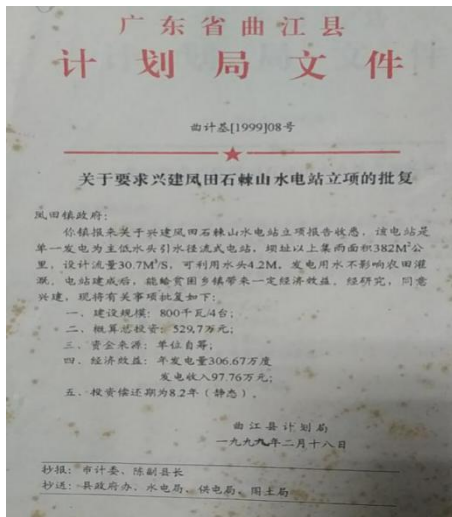 广东省曲江县
计划局文件
曲计基[1999]08号
关于要求兴建凤田石棘山水电站立项的批复
凤田镇政府：
你镇报来关于兴建凤田石棘山水电站立项报告收悉，该电站是
单一发电为主低水头引水径流式电站，坝址以上集雨面积382M²公
里，设计流量30.7M³/S，可利用水头4.2M，发电用水不影响农田灌
溉，电站建成后，能给贫困乡镇带来一定经济效益，经研究，同意
兴建，现将有关事项批复如下：
一、建设规模：800千瓦/4台；
二、概算总投资：529.7万元；
三、资金来源：单位自筹；
四、经济效益：年发电量306.67万度
发电收入97.76万元；
五、投资偿还期为8.2年（静态）。
曲江县计划局
一九九九年二月十八日
抄报：市计委、陈副县长
抄送：县政府办、水电局、供电局、国土局